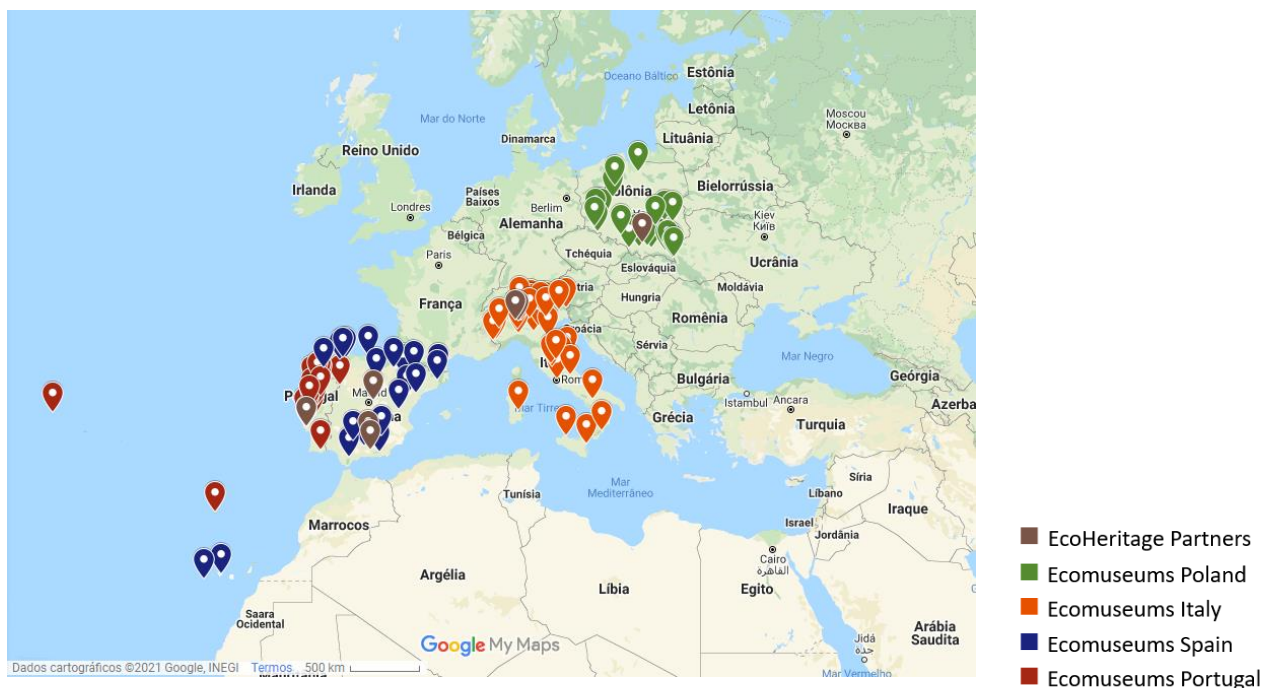 Oceano Báltico
Estônia
Letônia
Moscou
Москва
Mar do Norte
Dinamarca
Lituânia
Reino Unido
Irlanda
Países
Baixos
Berlim
Bielorrússia
Londres
Alemanha
Kiev
Київ
Bélgica
Paris
Tchéquia
Ucrânia
Eslováquia
França
Hungria
Moldávia
Romênia
Sérvia
Mar Negro
Bulgária
Geórgia
Istambul
Ancara
Grécia
Turquia
Mar
Mediterrâneo
Tunísia
Síria
Líbano
Iraque
Israel
Jordânia
Marrocos
Cairo
القاهرة
Argélia
Líbia
Egito
Saara
Ocidental
Arábia
Saudita
Jidá
جدة
Google My Maps
Mar Vermelho
Dados cartográficos ©2021 Google, INEGI Termos 500 km
EcoHeritage Partners
Ecomuseums Poland
Ecomuseums Italy
Ecomuseums Spain
Ecomuseums Portugal